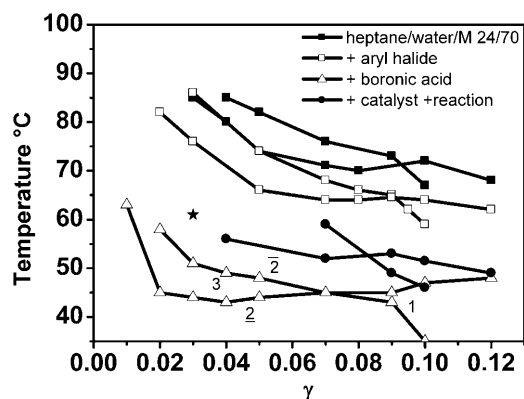 heptane/water/M 24/70
+ aryl halide
+ boronic acid
+ catalyst +reaction
Temperature °C
100
90
80
70
60
50
40
2̅
3
2̲
1
0.00 0.02 0.04 0.06 0.08 0.10 0.12
γ